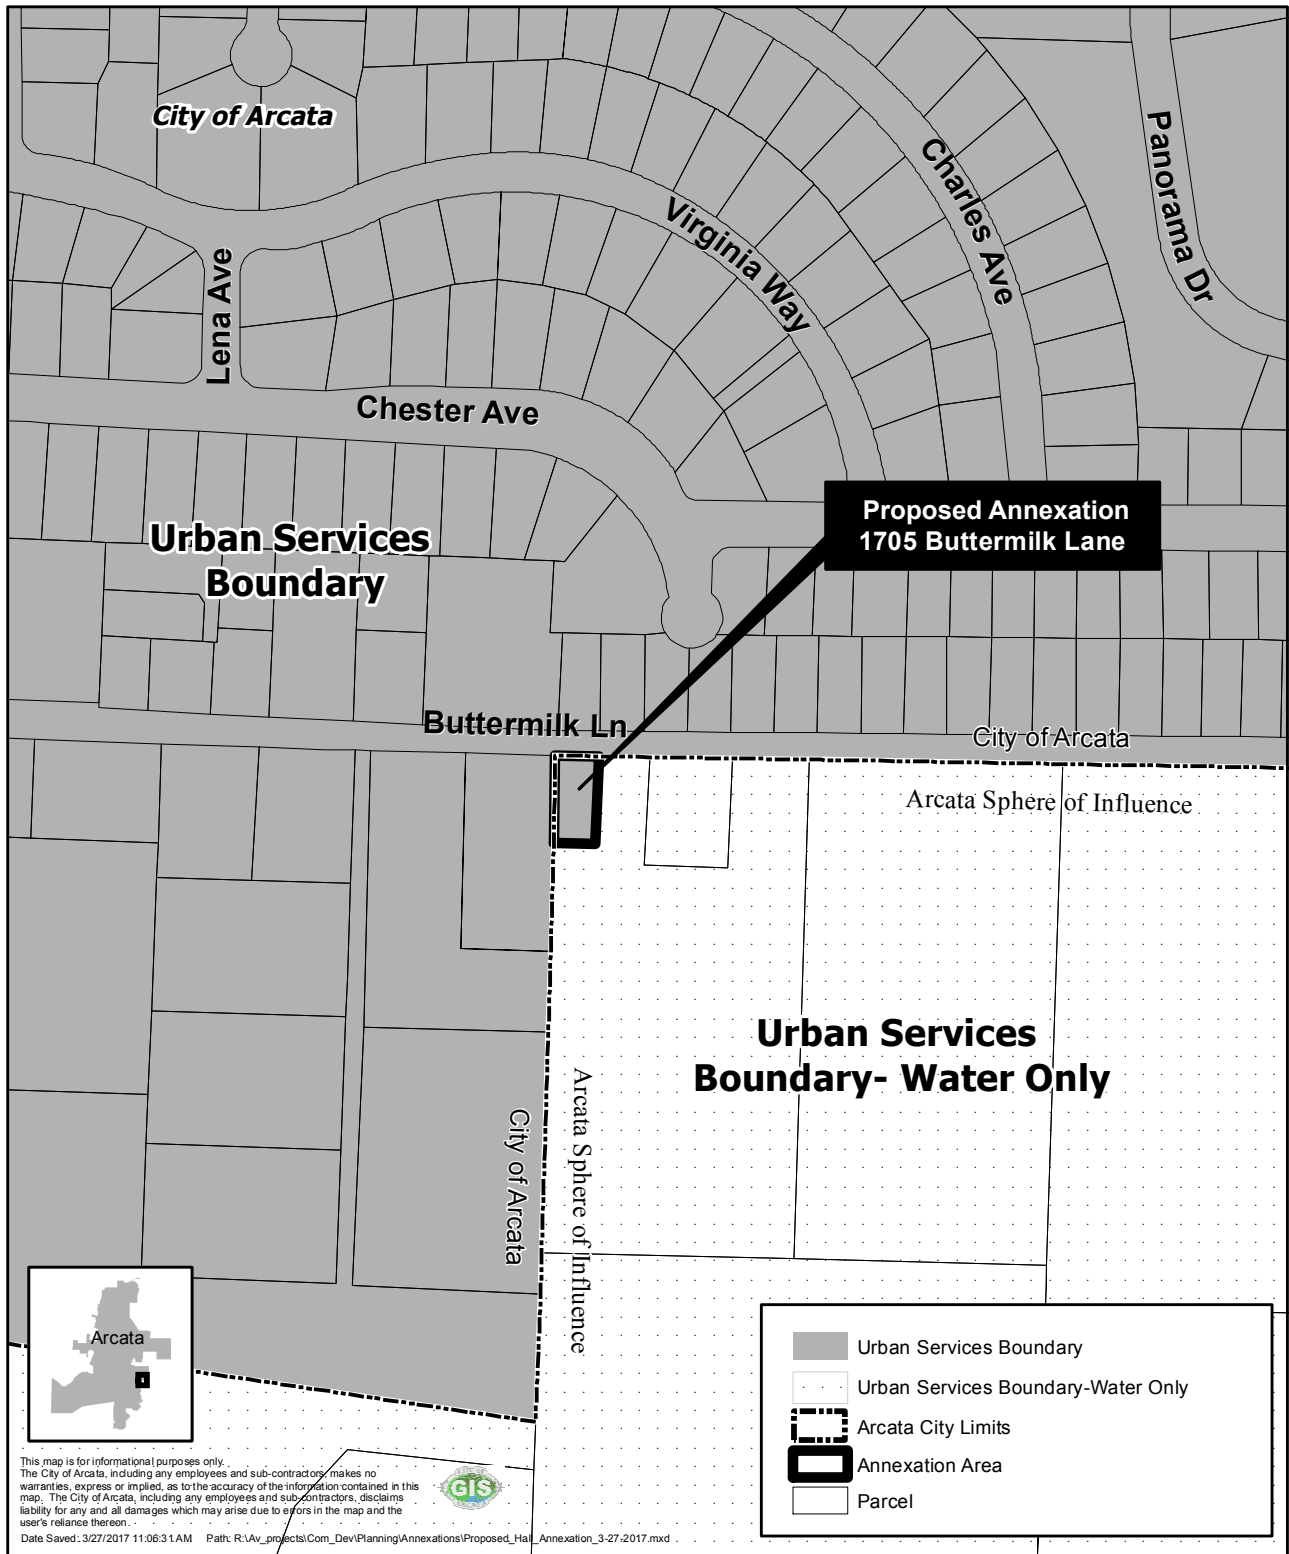 City of Arcata
Charles Ave
Panorama Dr
Virginia Way
Lena Ave
Chester Ave
Proposed Annexation
1705 Buttermilk Lane
Urban Services
Boundary
Buttermilk Ln
City of Arcata
Arcata Sphere of Influence
Urban Services
Boundary- Water Only
City of Arcata
Arcata Sphere of Influence
Arcata
Urban Services Boundary
Urban Services Boundary-Water Only
Arcata City Limits
Annexation Area
Parcel
This map is for informational purposes only.
The City of Arcata, including any employees and sub-contractors, makes no
warranties, express or implied, as to the accuracy of the information contained in this
map. The City of Arcata, including any employees and sub-contractors, disclaims
liability for any and all damages which may arise due to errors in the map and the
user's reliance thereon.
GIS
Date Saved: 3/27/2017 11:06:31 AM Path: R:\Av_projects\Com_Dev\Planning\Annexations\Proposed_Hall_Annexation_3-27-2017.mxd